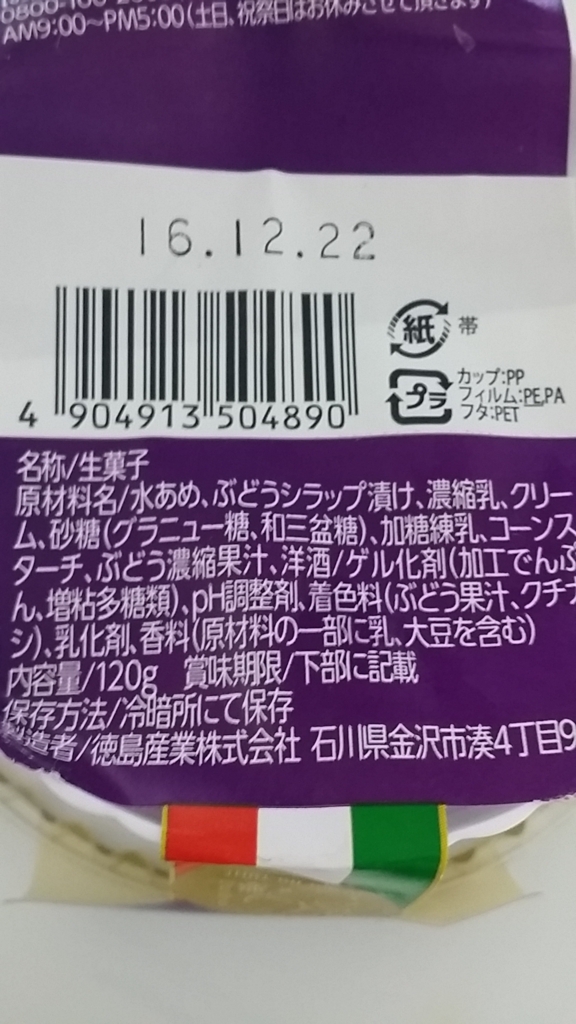 AM9:00～PM5:00(土日、祝祭日はお休みさせて頂きます)
16.12.22
紙 帯
プラ カップ:PP
フィルム:PE,PA
フタ:PET
4 904913 504890
名称/生菓子
原材料名/水あめ、ぶどうシラップ漬け、濃縮乳、クリー
ム、砂糖(グラニュー糖、和三盆糖)、加糖練乳、コーンス
ターチ、ぶどう濃縮果汁、洋酒/ゲル化剤(加工でんぷ
ん、増粘多糖類)、pH調整剤、着色料(ぶどう果汁、クチナ
シ)、乳化剤、香料(原材料の一部に乳、大豆を含む)
内容量/120g 賞味期限/下部に記載
保存方法/冷暗所にて保存
製造者/徳島産業株式会社 石川県金沢市湊4丁目9